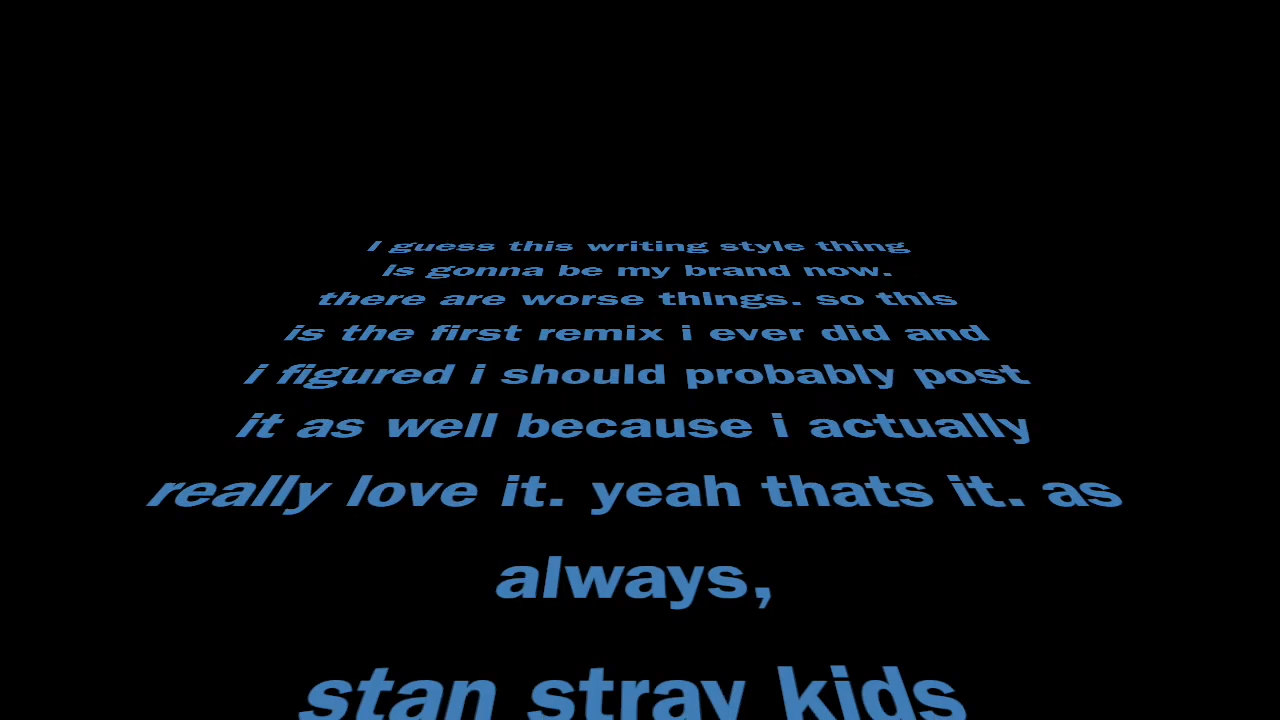 I guess this writing style thing
is gonna be my brand now.
there are worse things. so this
is the first remix i ever did and
i figured i should probably post
it as well because i actually
really love it. yeah thats it. as
always,
stan stray kids